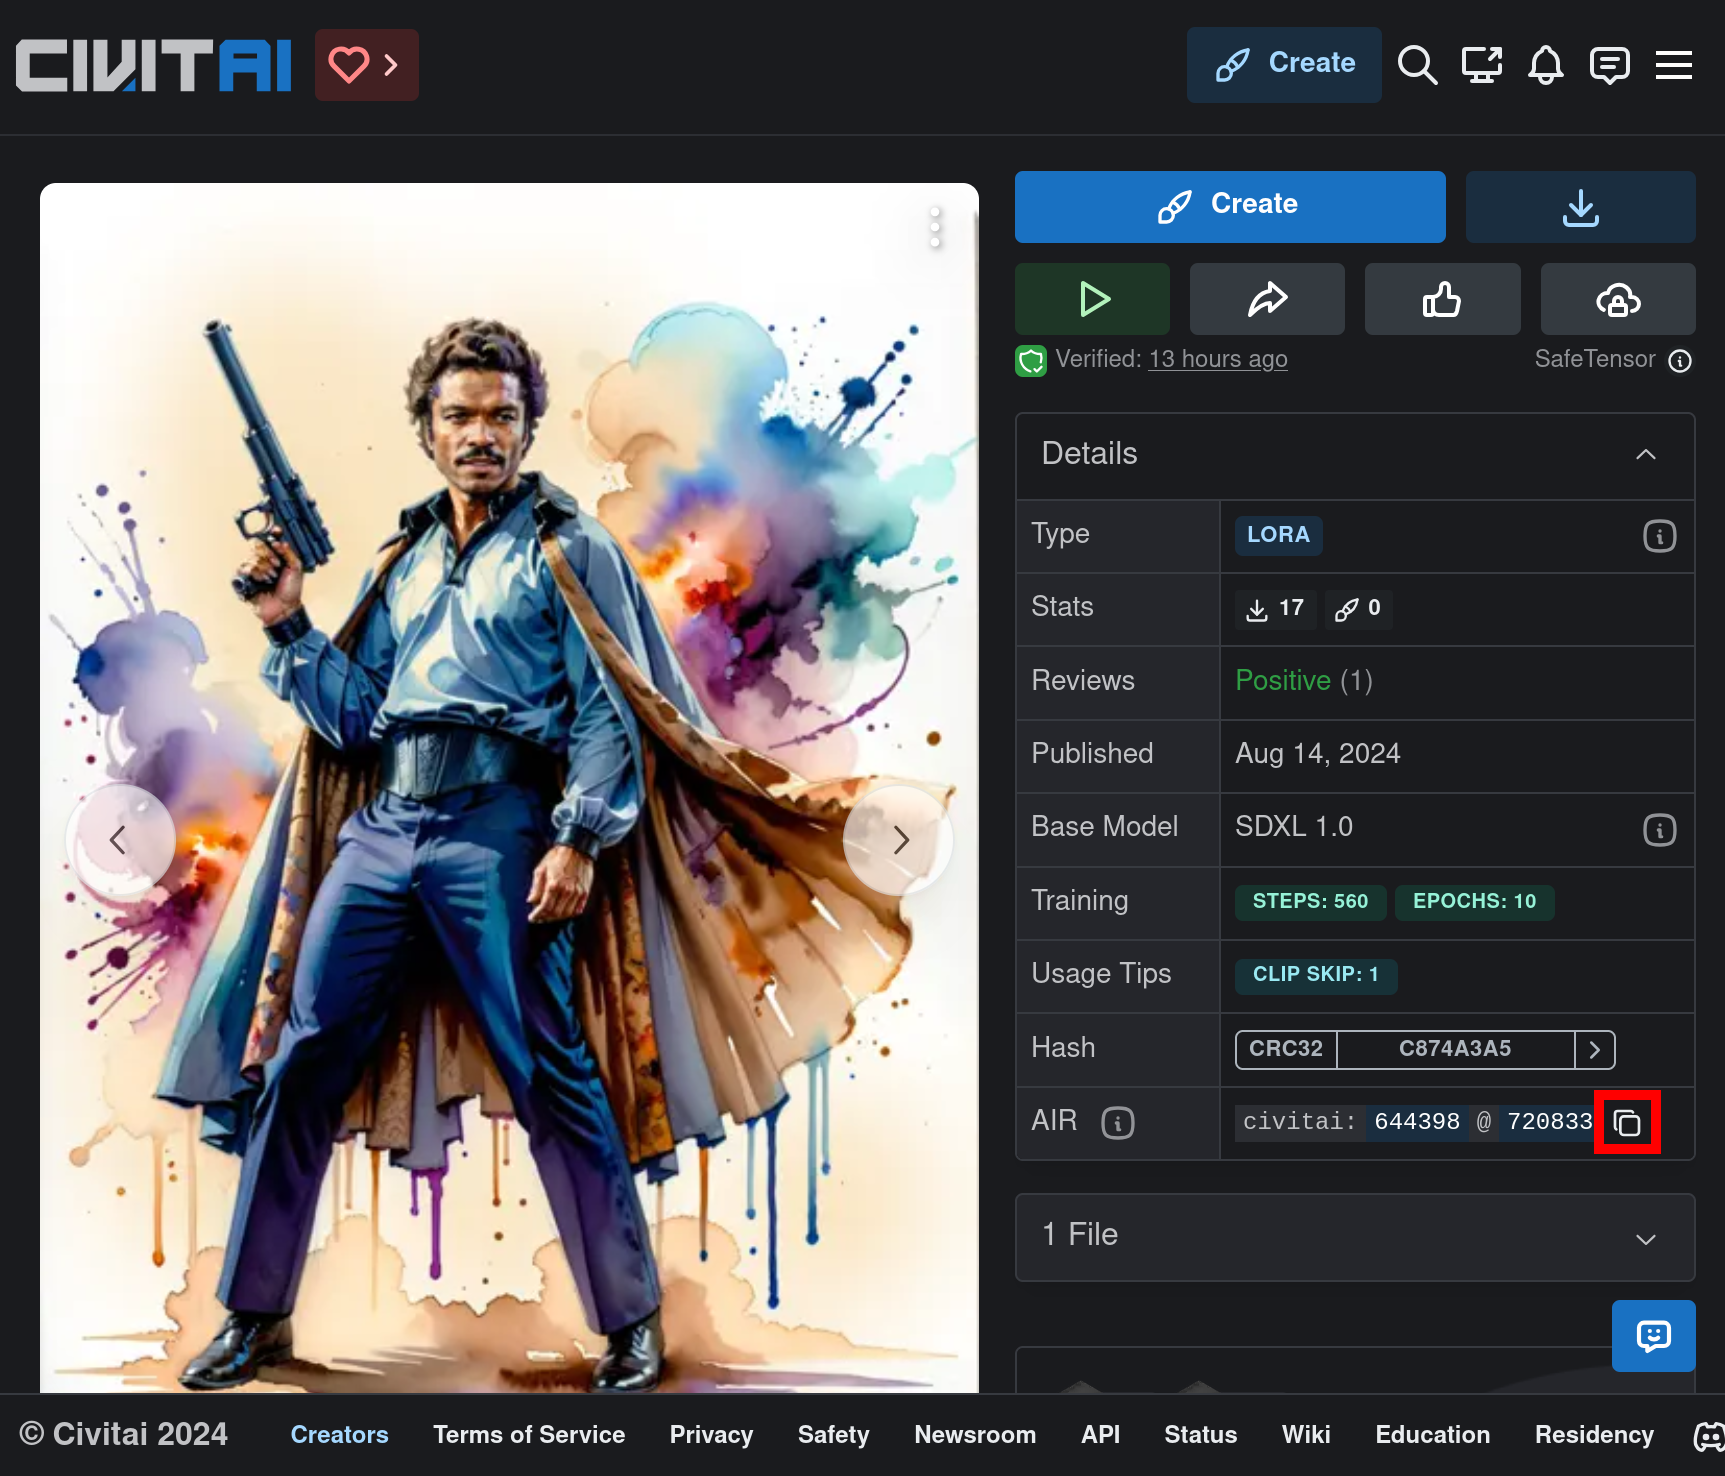 CIVITAI
Create
Create
Verified: 13 hours ago
SafeTensor
Details
Type
LORA
Stats
17
0
Reviews
Positive (1)
Published
Aug 14, 2024
Base Model
SDXL 1.0
Training
STEPS: 560
EPOCHS: 10
Usage Tips
CLIP SKIP: 1
Hash
CRC32
C874A3A5
AIR
civitai: 644398 @ 720833
1 File
© Civitai 2024
Creators
Terms of Service
Privacy
Safety
Newsroom
API
Status
Wiki
Education
Residency